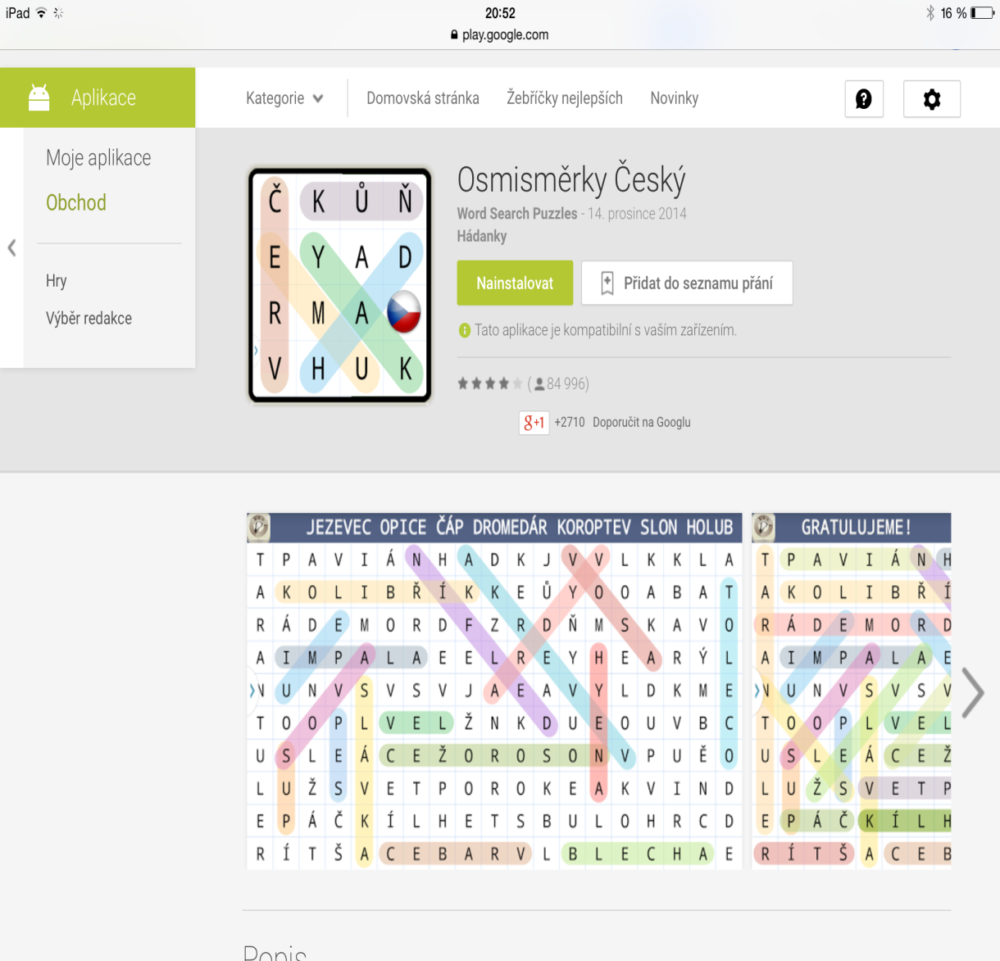 iPad 20:52 16 %
play.google.com
Aplikace Kategorie Domovská stránka Žebříčky nejlepších Novinky
Moje aplikace
Obchod
Hry
Výběr redakce
Č K Ů Ň
E Y A D
R M A
V H U K
Osmisměrky Český
Word Search Puzzles - 14. prosince 2014
Hádanky
Nainstalovat Přidat do seznamu přání
Tato aplikace je kompatibilní s vaším zařízením.
(84 996)
g+1 +2710 Doporučit na Googlu
JEZEVEC OPICE ČÁP DROMEDÁR KOROPTEV SLON HOLUB
T P A V I Á N H A D K J V V L K K L A
A K O L I B Ř Í K K E Ů Y O O A B A T
R Á D E M O R D F Z R D Ň M S K A V O
A I M P A L A E E L R E Y H E A R Ý L
N U N V S V S V J A E A V Y L D K M E
T O O P L V E L Ž N K D U E O U V B C
U S L E Á C E Ž O R O S O N V P U Ě O
L U Ž S V E T P O R O K E A K V I N D
E P Á Č K Í L H E T S B U L O H R C D
R Í T Š A C E B A R V L B L E C H A E
GRATULUJEME!
T P A V I Á N H
A K O L I B Ř Í
R Á D E M O R D
A I M P A L A E
N U N V S V S V
T O O P L V E L
U S L E Á C E Ž
L U Ž S V E T P
E P Á Č K Í L H
R Í T Š A C E B
Popis